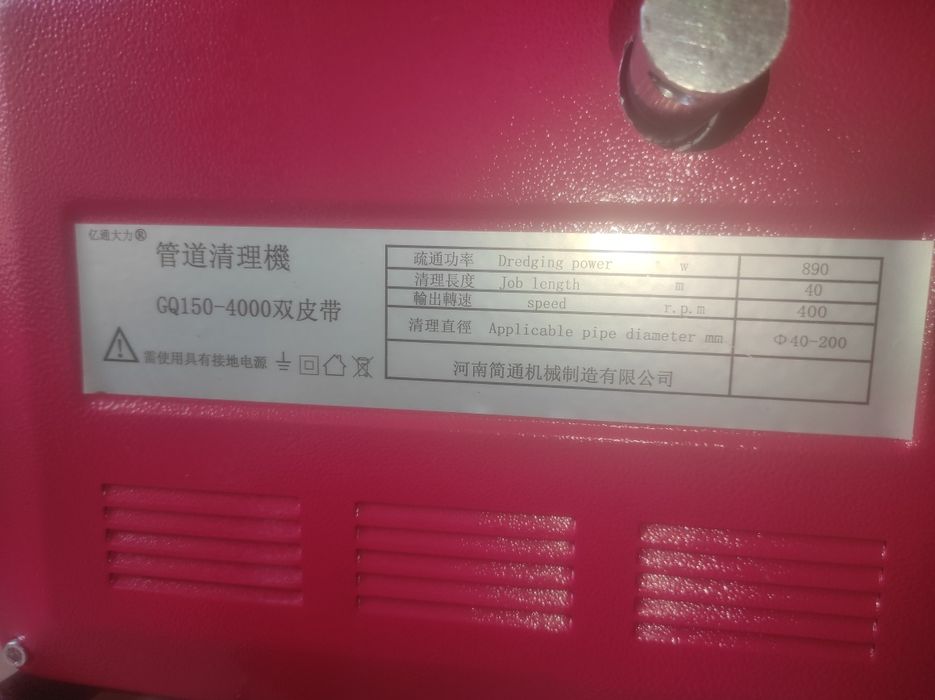 亿通大力®
管道清理機
GQ150-4000双皮带
需使用具有接地电源
疏通功率 Dredging power w 890
清理長度 Job length m 40
輸出轉速 speed r.p.m 400
清理直徑 Applicable pipe diameter mm Φ40-200
河南简通机械制造有限公司